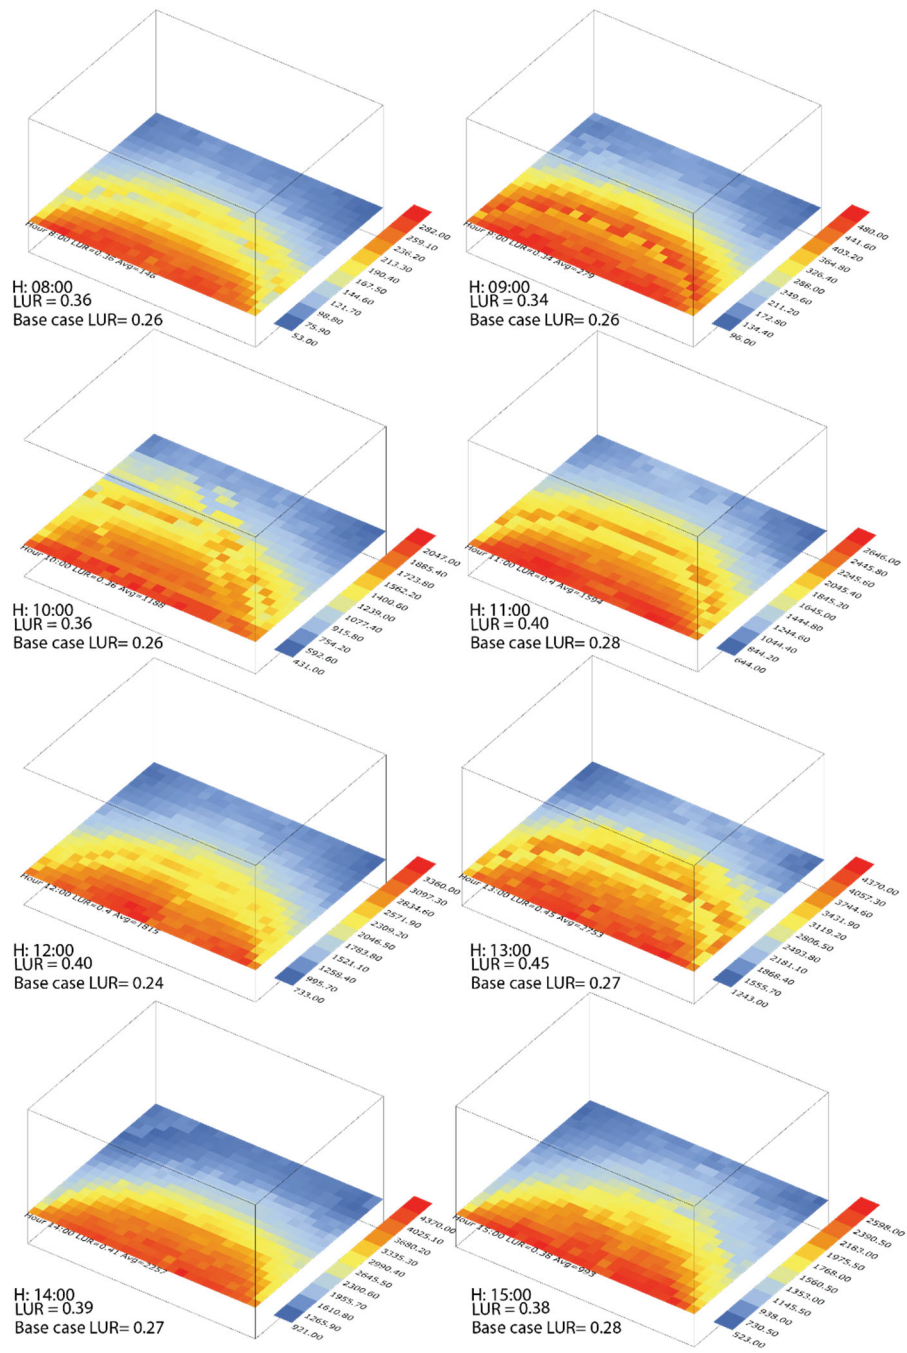 282.00
259.10
236.20
213.30
190.40
167.50
144.60
121.70
98.80
75.90
53.00
Hour 8:00 LUR=0.36 Avg=146
H: 08:00
LUR = 0.36
Base case LUR= 0.26
480.00
441.60
403.20
364.80
326.40
288.00
249.60
211.20
172.80
134.40
96.00
Hour 9:00 LUR=0.34 Avg=279
H: 09:00
LUR = 0.34
Base case LUR= 0.26
2047.00
1885.40
1723.80
1562.20
1400.60
1239.00
1077.40
915.80
754.20
592.60
431.00
Hour 10:00 LUR=0.36 Avg=1188
H: 10:00
LUR = 0.36
Base case LUR= 0.26
2646.00
2445.80
2245.60
2045.40
1845.20
1645.00
1444.80
1244.60
1044.40
844.20
644.00
Hour 11:00 LUR=0.4 Avg=1594
H: 11:00
LUR = 0.40
Base case LUR= 0.28
3360.00
3097.30
2834.60
2571.90
2309.20
2046.50
1783.80
1521.10
1258.40
995.70
733.00
Hour 12:00 LUR=0.4 Avg=1815
H: 12:00
LUR = 0.40
Base case LUR= 0.24
4370.00
4057.30
3744.60
3431.90
3119.20
2806.50
2493.80
2181.10
1868.40
1555.70
1243.00
Hour 13:00 LUR=0.45 Avg=2753
H: 13:00
LUR = 0.45
Base case LUR= 0.27
4370.00
4025.10
3680.20
3335.30
2990.40
2645.50
2300.60
1955.70
1610.80
1265.90
921.00
Hour 14:00 LUR=0.41 Avg=2257
H: 14:00
LUR = 0.39
Base case LUR= 0.27
2598.00
2390.50
2183.00
1975.50
1768.00
1560.50
1353.00
1145.50
938.00
730.50
523.00
Hour 15:00 LUR=0.38 Avg=993
H: 15:00
LUR = 0.38
Base case LUR= 0.28